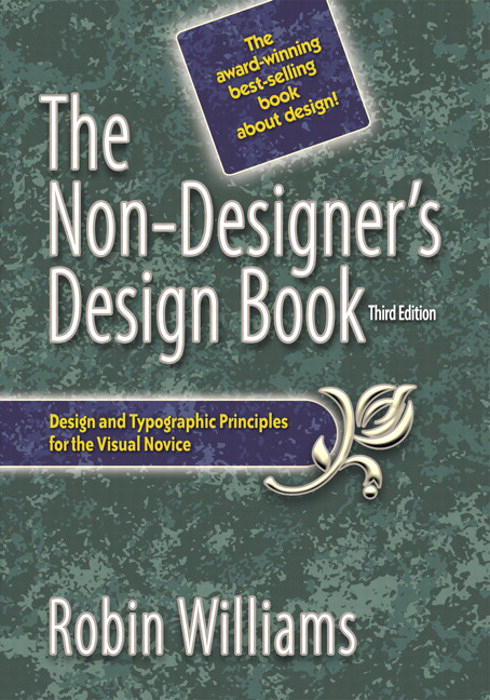 The
award-winning
best-selling
book
about design!
The
Non-Designer's
Design Book
Third Edition
Design and Typographic Principles
for the Visual Novice
Robin Williams